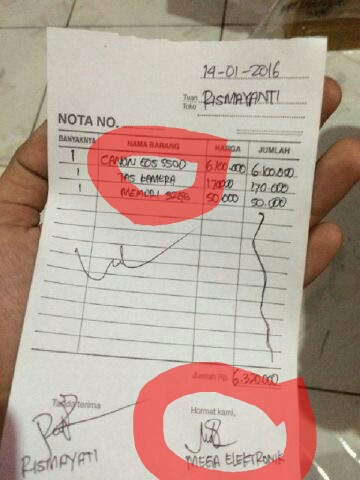 14-01-2016
Tuan
Toko
RISMAYANTI
NOTA NO.
BANYAKNYA NAMA BARANG HARGA JUMLAH
1 CANON EOS 550D 6.100.000 6.100.000
1 TAS KAMERA 170000 170.000
1 MEMORI 32GB 50.000 50.000
Jumlah Rp. 6.320.000
Tanda terima
Hormat kami,
RISMAYATI
MEGA ELEKTRONIK